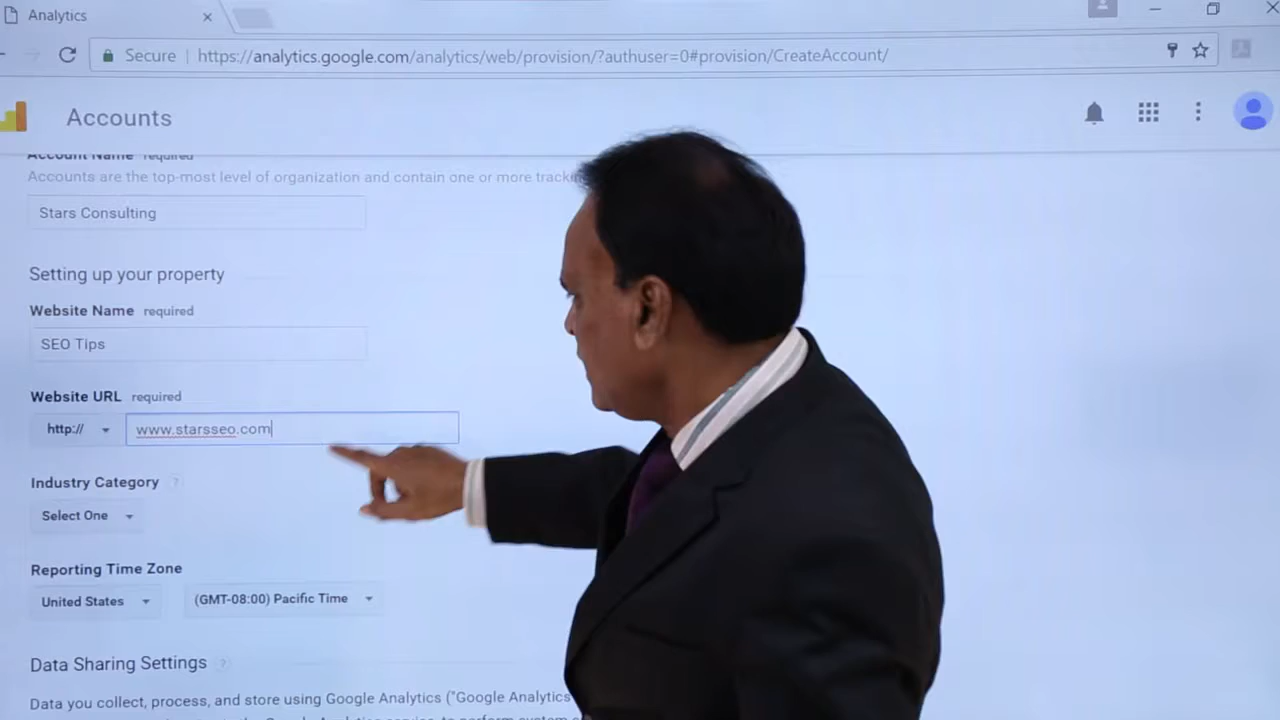 Analytics
Secure | https://analytics.google.com/analytics/web/provision/?authuser=0#provision/CreateAccount/
Accounts
Account Name required
Accounts are the top-most level of organization and contain one or more
Stars Consulting
Setting up your property
Website Name required
SEO Tips
Website URL required
http:// www.starsseo.com
Industry Category ?
Select One
Reporting Time Zone
United States (GMT-08:00) Pacific Time
Data Sharing Settings ?
Data you collect, process, and store using Google Analytics ("Google Analytics